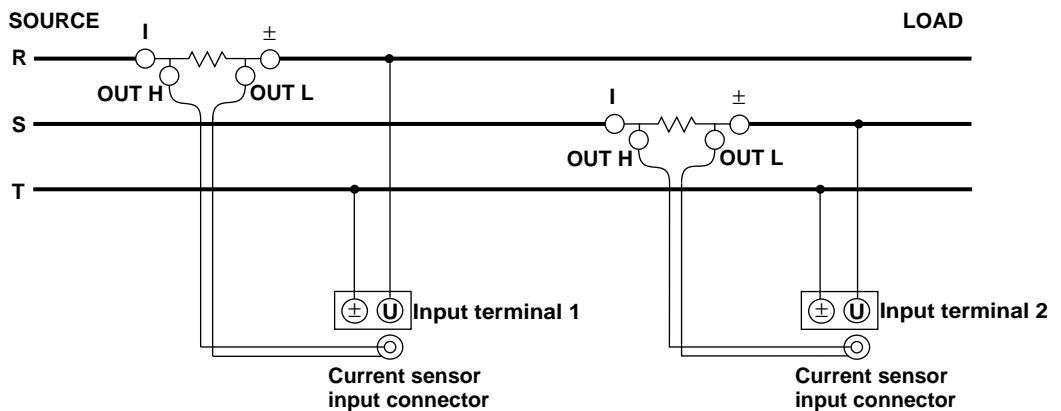 SOURCE
LOAD
I
±
R
OUT H
OUT L
I
±
S
OUT H
OUT L
T
±
U
Input terminal 1
±
U
Input terminal 2
Current sensor
input connector
Current sensor
input connector